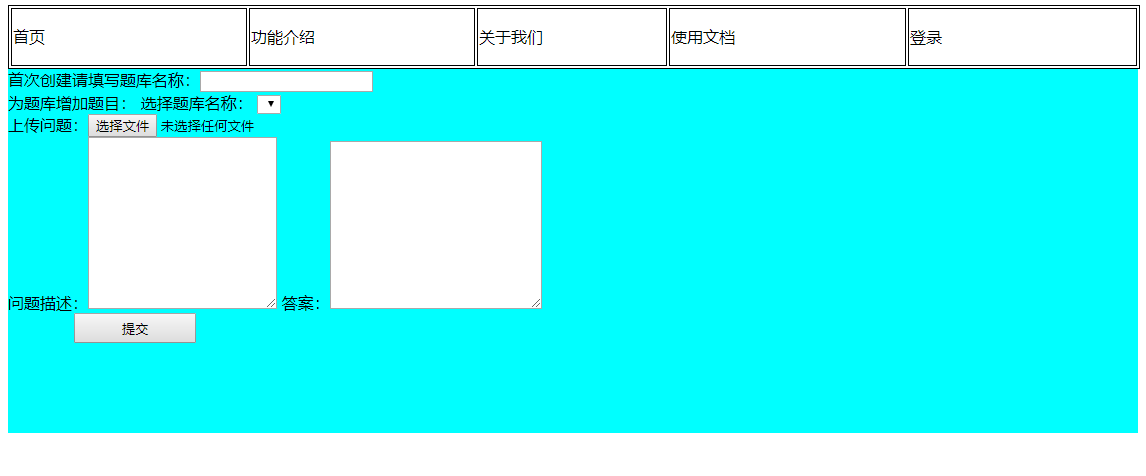 首页 功能介绍 关于我们 使用文档 登录
首次创建请填写题库名称：
为题库增加题目： 选择题库名称：
上传问题： 选择文件 未选择任何文件
问题描述： 答案：
提交